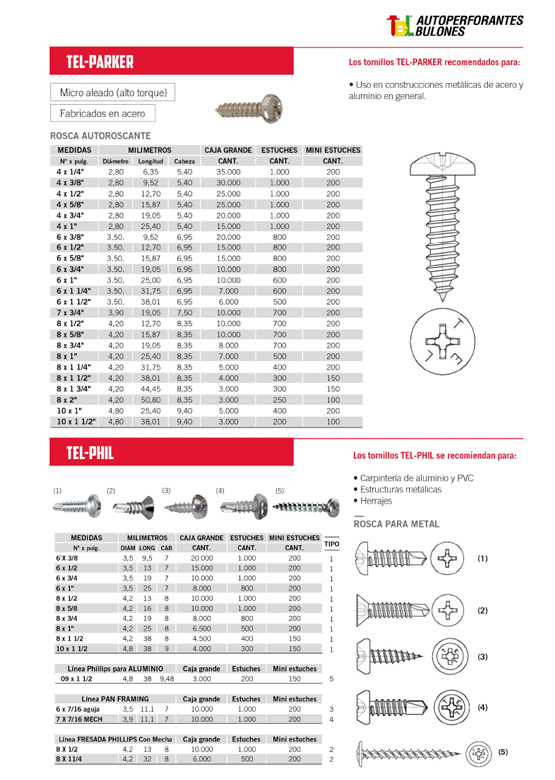 TEL AUTOPERFORANTES
BULONES
TEL-PARKER
Los tornillos TEL-PARKER recomendados para:
Micro aleado (alto torque)
• Uso en construcciones metálicas de acero y
aluminio en general.
Fabricados en acero
ROSCA AUTOROSCANTE
MEDIDAS MILIMETROS CAJA GRANDE ESTUCHES MINI ESTUCHES
N° x pulg. Diámetro Longitud Cabeza CANT. CANT. CANT.
4 x 1/4" 2,80 6,35 5,40 35.000 1.000 200
4 x 3/8" 2,80 9,52 5,40 30.000 1.000 200
4 x 1/2" 2,80 12,70 5,40 25.000 1.000 200
4 x 5/8" 2,80 15,87 5,40 25.000 1.000 200
4 x 3/4" 2,80 19,05 5,40 20.000 1.000 200
4 x 1" 2,80 25,40 5,40 15.000 1.000 200
6 x 3/8" 3.50. 9,52 6,95 20.000 800 200
6 x 1/2" 3.50. 12,70 6,95 15.000 800 200
6 x 5/8" 3.50. 15,87 6,95 15.000 800 200
6 x 3/4" 3.50. 19,05 6,95 10.000 800 200
6 x 1" 3.50. 25,00 6,95 10.000 600 200
6 x 1 1/4" 3.50. 31,75 6,95 7.000 600 200
6 x 1 1/2" 3.50. 38,01 6,95 6.000 500 200
7 x 3/4" 3,90 19,05 7,50 10.000 700 200
8 x 1/2" 4,20 12,70 8,35 10.000 700 200
8 x 5/8" 4,20 15,87 8,35 10.000 700 200
8 x 3/4" 4,20 19,05 8,35 8.000 700 200
8 x 1" 4,20 25,40 8,35 7.000 500 200
8 x 1 1/4" 4,20 31,75 8,35 5.000 400 200
8 x 1 1/2" 4,20 38,01 8,35 4.000 300 150
8 x 1 3/4" 4,20 44,45 8,35 3.000 300 150
8 x 2" 4,20 50,80 8,35 3.000 250 100
10 x 1" 4,80 25,40 9,40 5.000 400 200
10 x 1 1/2" 4,80 38,01 9,40 3.000 200 100
T
L
E
TEL-PHIL
Los tornillos TEL-PHIL se recomiendan para:
• Carpintería de aluminio y PVC
• Estructuras metálicas
• Herrajes
(1) (2) (3) (4) (5)
ROSCA PARA METAL
MEDIDAS MILIMETROS CAJA GRANDE ESTUCHES MINI ESTUCHES TIPO
N° x pulg. DIAM LONG CAB CANT. CANT. CANT.
6'X 3/8 3,5 9,5 7 20.000 1.000 200 1
6 x 1/2 3,5 13 7 15.000 1.000 200 1
6 x 3/4 3,5 19 7 10.000 1.000 200 1
6 x 1" 3,5 25 7 8.000 800 200 1
8 x 1/2 4,2 13 8 10.000 1.000 200 1
8 x 5/8 4,2 16 8 10.000 1.000 200 1
8 x 3/4 4,2 19 8 8.000 800 200 1
8 x 1" 4,2 25 8 6.500 500 200 1
8 x 1 1/2 4,2 38 8 4.500 400 150 1
10 x 1 1/2 4,8 38 9 4.000 300 150 1
Línea Phillips para ALUMINIO Caja grande Estuches Mini estuches
09 x 1 1/2 4,8 38 9,48 3.000 200 150 5
Línea PAN FRAMING Caja grande Estuches Mini estuches
6 x 7/16 aguja 3,5 11,1 7 10.000 1.000 200 3
7 X 7/16 MECH 3,9 11,1 7 10.000 1.000 200 4
Línea FRESADA PHILLIPS Con Mecha Caja grande Estuches Mini estuches
8 X 1/2 4,2 13 8 10.000 1.000 200 2
8 X 11/4 4,2 32 8 6.000 500 200 2
(1)
(2)
(3)
(4)
(5)